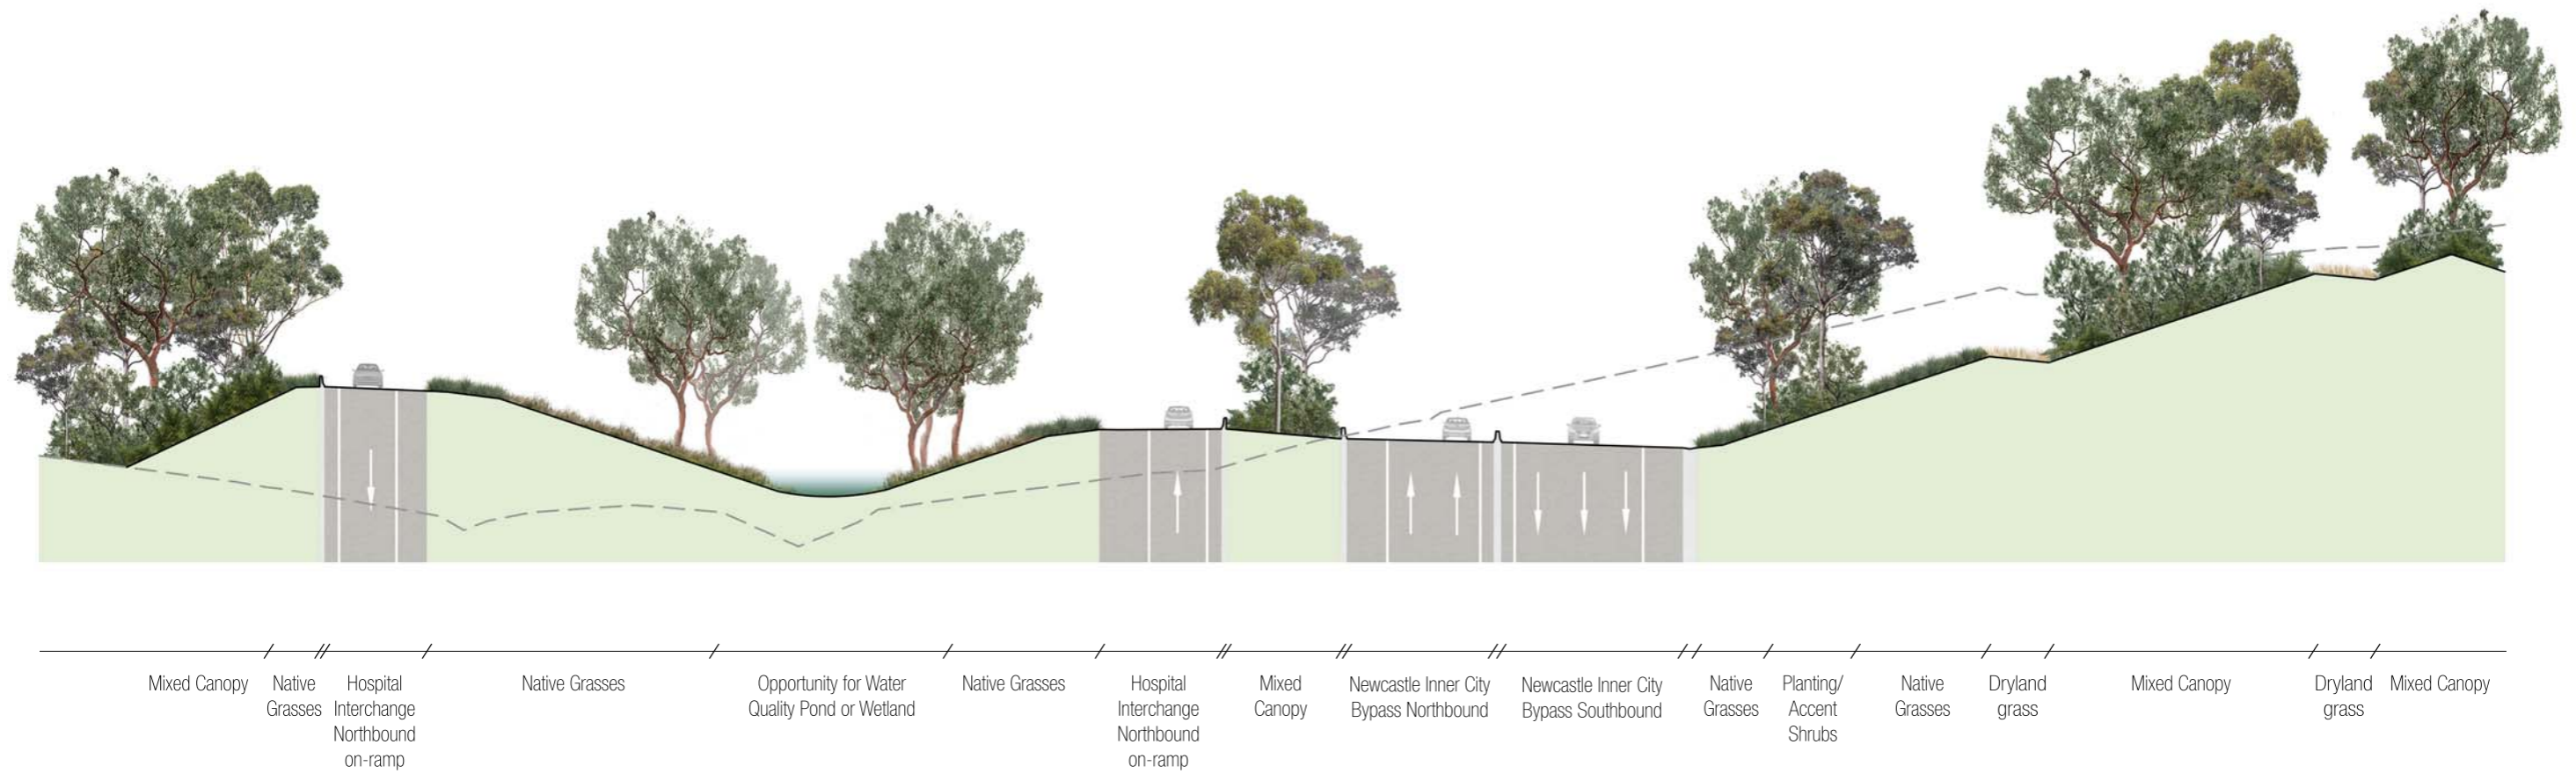 Mixed Canopy
Native
Grasses
Hospital
Interchange
Northbound
on-ramp
Native Grasses
Opportunity for Water
Quality Pond or Wetland
Native Grasses
Hospital
Interchange
Northbound
on-ramp
Mixed
Canopy
Newcastle Inner City
Bypass Northbound
Newcastle Inner City
Bypass Southbound
Native
Grasses
Planting/
Accent
Shrubs
Native
Grasses
Dryland
grass
Mixed Canopy
Dryland
grass
Mixed Canopy